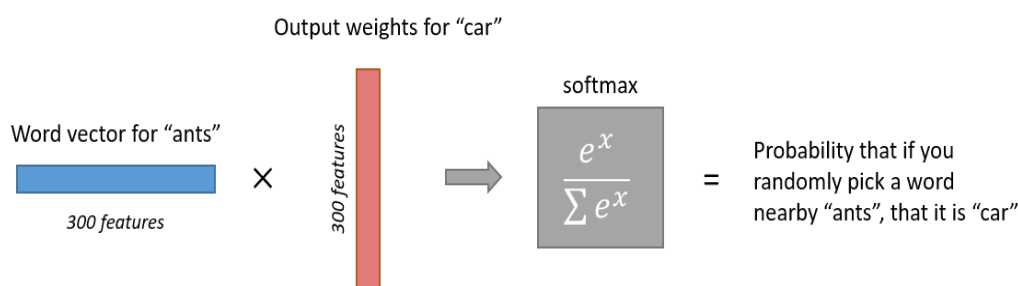 Output weights for “car”
softmax
Word vector for “ants”
300 features
×
300 features
e^x
∑ e^x
=
Probability that if you
randomly pick a word
nearby “ants”, that it is “car”